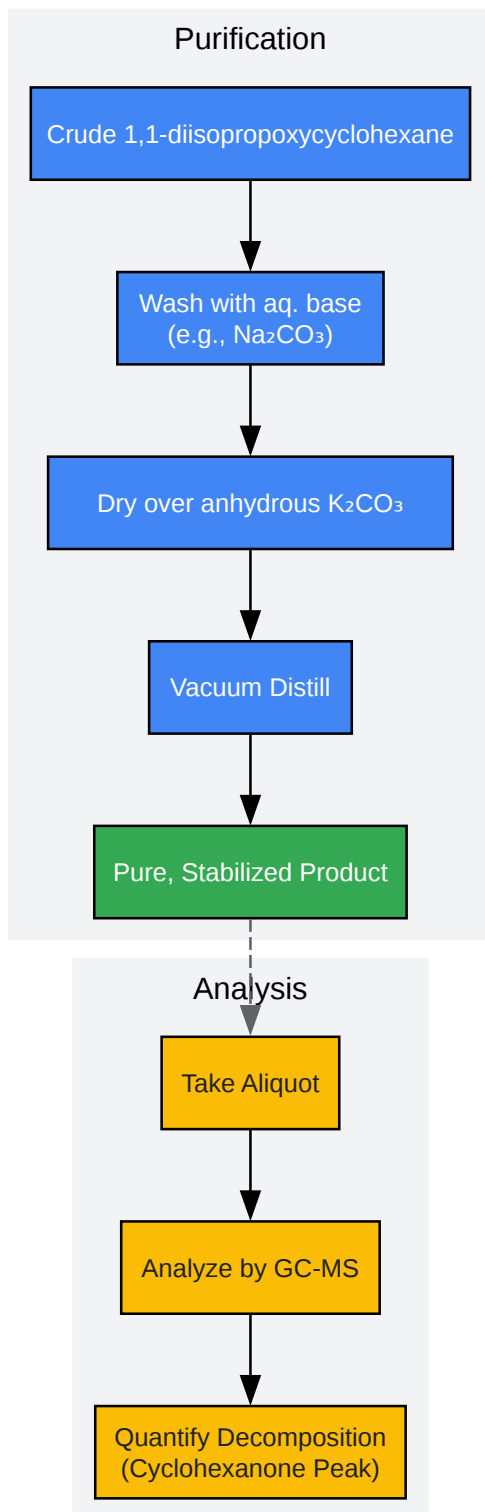 Purification
Crude 1,1-diisopropoxycyclohexane
Wash with aq. base
(e.g., Na₂CO₃)
Dry over anhydrous K₂CO₃
Vacuum Distill
Pure, Stabilized Product
Analysis
Take Aliquot
Analyze by GC-MS
Quantify Decomposition
(Cyclohexanone Peak)